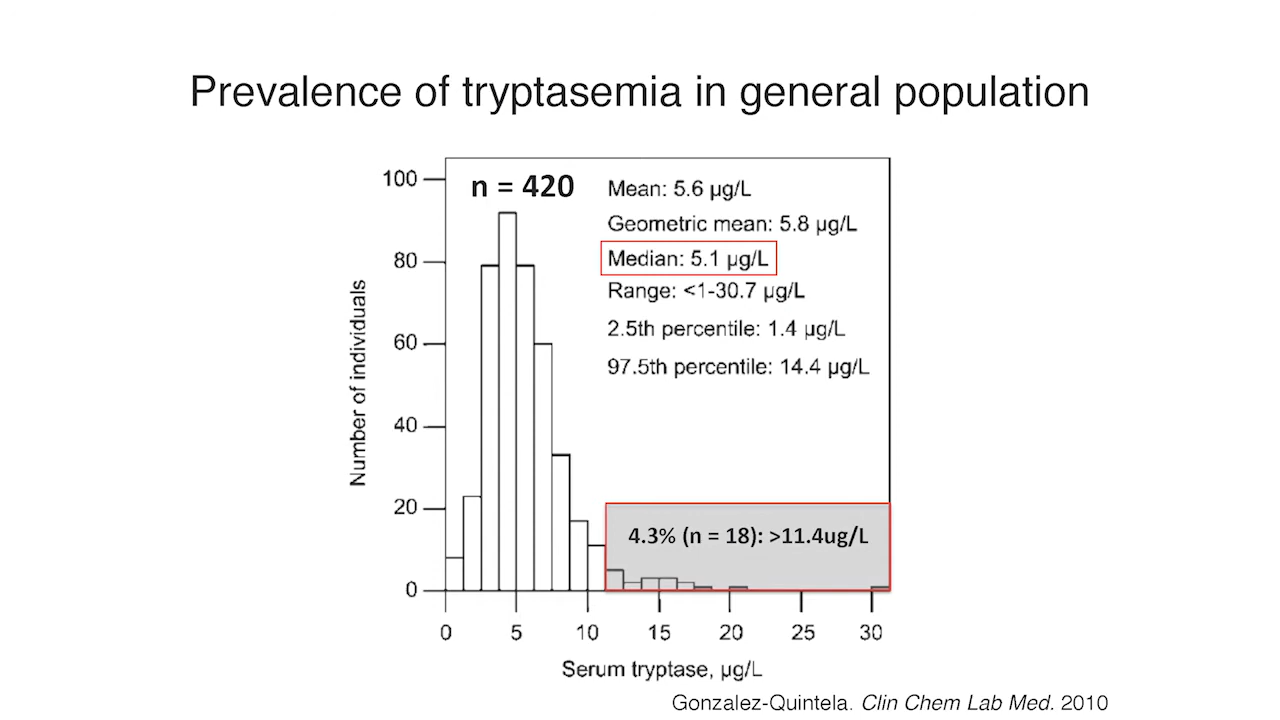 Prevalence of tryptasemia in general population
n = 420
Mean: 5.6 µg/L
Geometric mean: 5.8 µg/L
Median: 5.1 µg/L
Range: <1-30.7 µg/L
2.5th percentile: 1.4 µg/L
97.5th percentile: 14.4 µg/L
4.3% (n = 18): >11.4ug/L
Number of individuals
100
80
60
40
20
0
0 5 10 15 20 25 30
Serum tryptase, µg/L
Gonzalez-Quintela. Clin Chem Lab Med. 2010